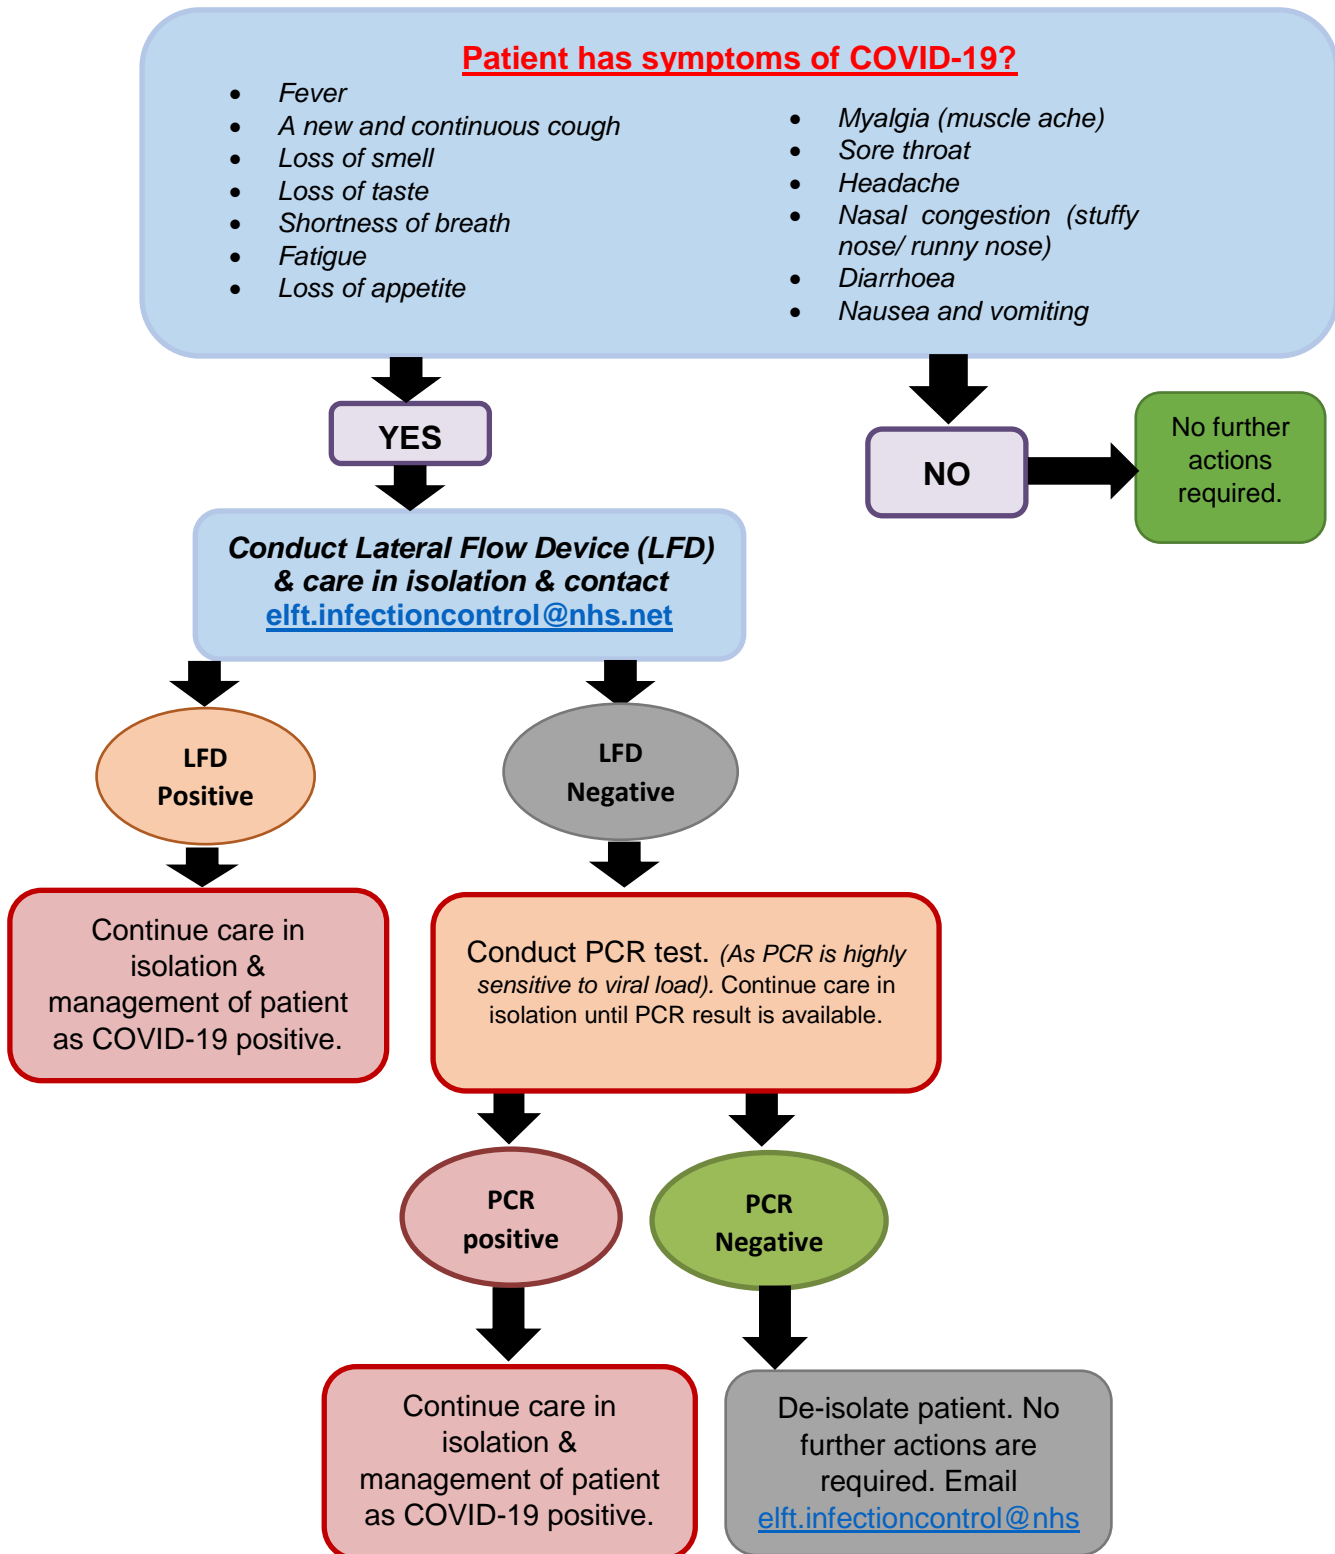 Patient has symptoms of COVID-19?
• Fever
• A new and continuous cough
• Loss of smell
• Loss of taste
• Shortness of breath
• Fatigue
• Loss of appetite
• Myalgia (muscle ache)
• Sore throat
• Headache
• Nasal congestion (stuffy
nose/ runny nose)
• Diarrhoea
• Nausea and vomiting
YES
NO
No further
actions
required.
Conduct Lateral Flow Device (LFD)
& care in isolation & contact
elft.infectioncontrol@nhs.net
LFD
Positive
LFD
Negative
Continue care in
isolation &
management of patient
as COVID-19 positive.
Conduct PCR test. (As PCR is highly
sensitive to viral load). Continue care in
isolation until PCR result is available.
PCR
positive
PCR
Negative
Continue care in
isolation &
management of patient
as COVID-19 positive.
De-isolate patient. No
further actions are
required. Email
elft.infectioncontrol@nhs